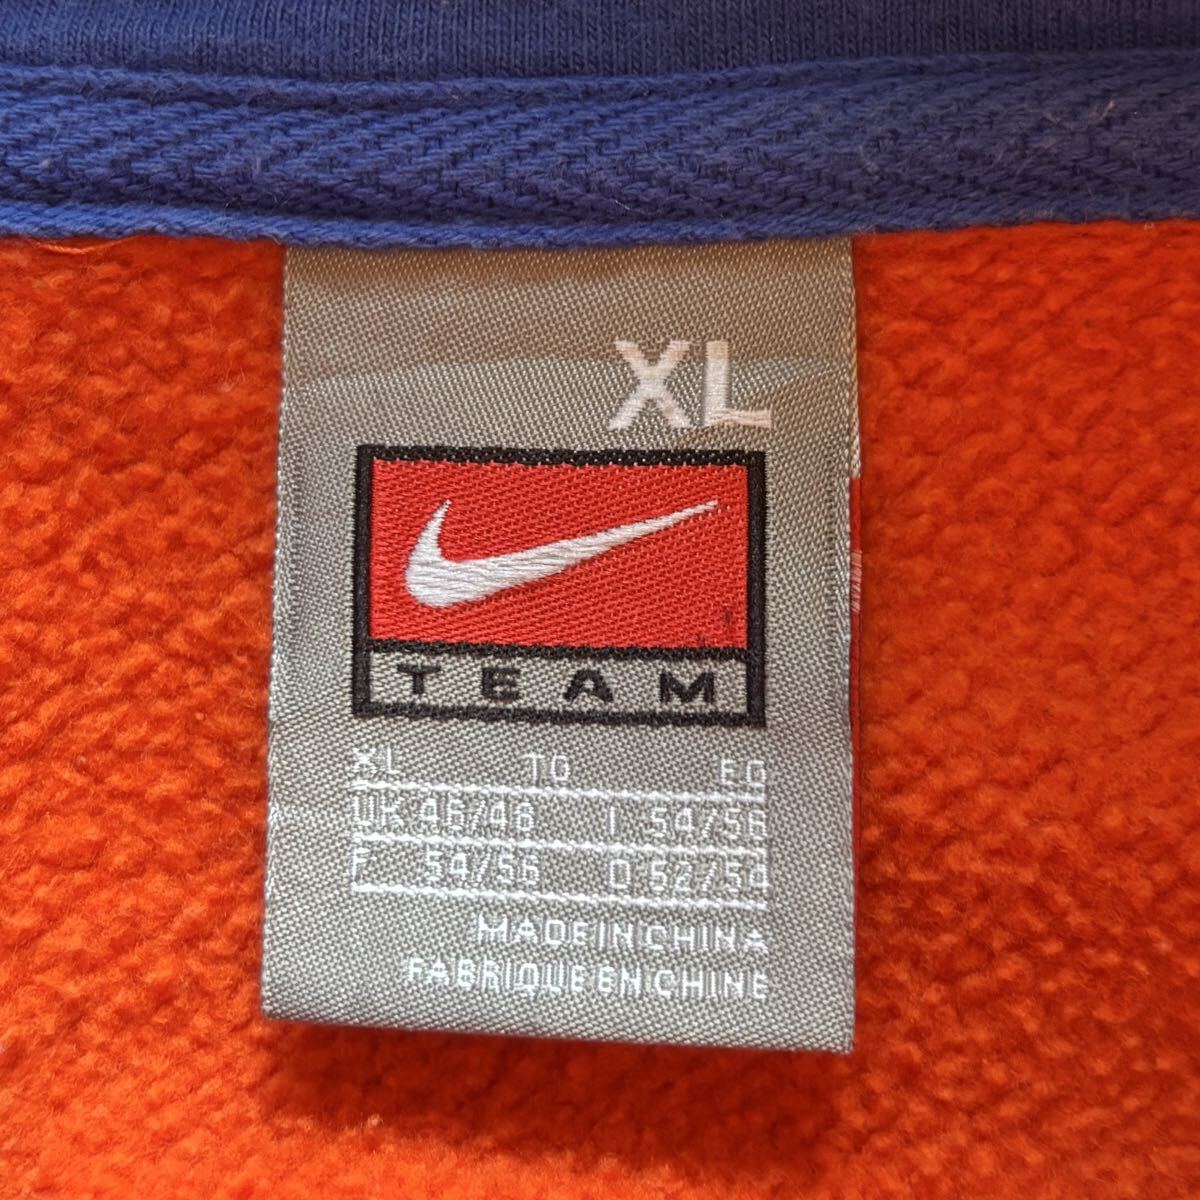 XL
TEAM
XL TG EG
UK 46/48 I 54/56
F 54/56 D 52/54
MADE IN CHINA
FABRIQUE EN CHINE